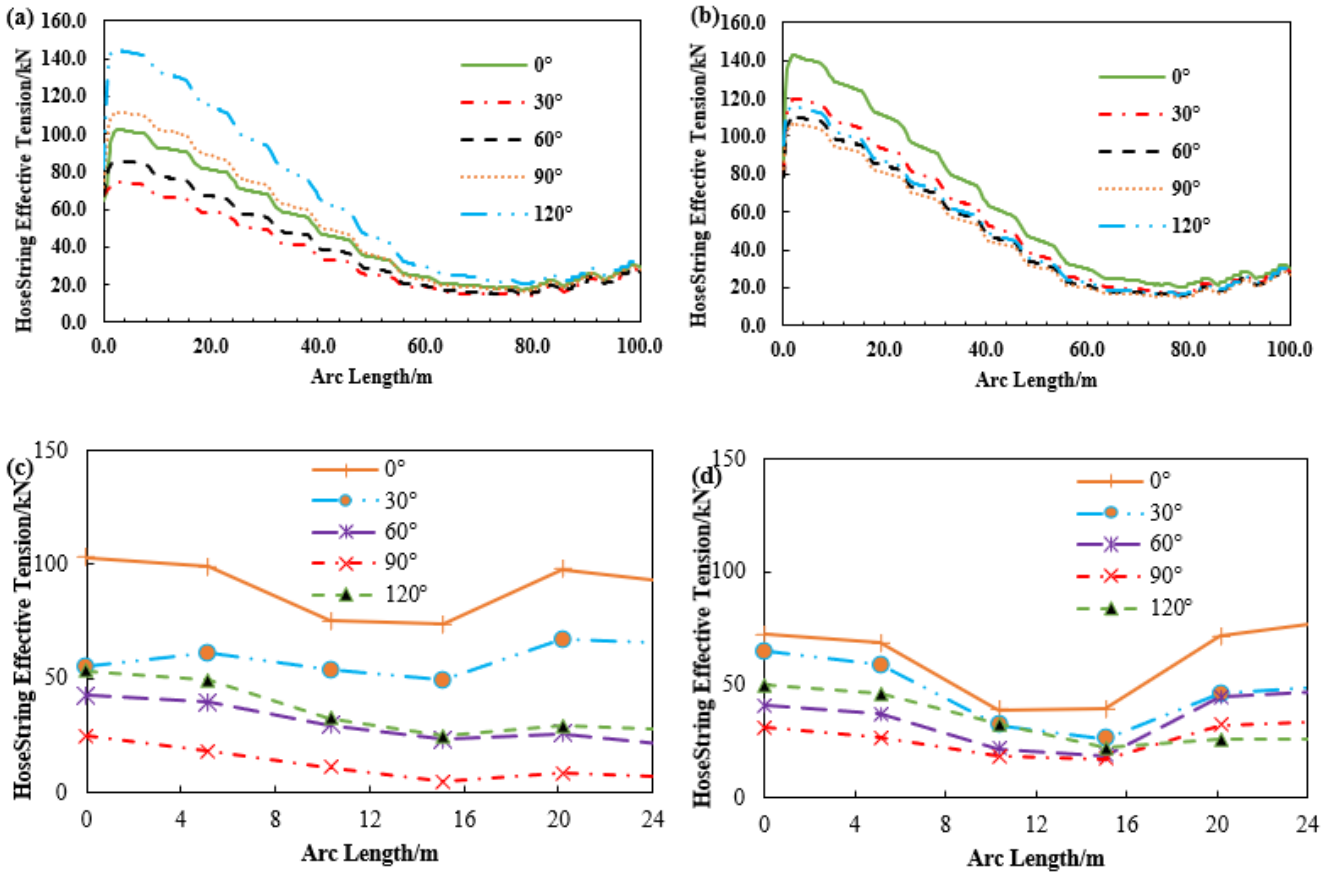 (a)
HoseString Effective Tension/kN
160.0
140.0
120.0
100.0
80.0
60.0
40.0
20.0
0.0
0°
30°
60°
90°
120°
0.0 20.0 40.0 60.0 80.0 100.0
Arc Length/m
(b)
HoseString Effective Tension/kN
160.0
140.0
120.0
100.0
80.0
60.0
40.0
20.0
0.0
0°
30°
60°
90°
120°
0.0 20.0 40.0 60.0 80.0 100.0
Arc Length/m
(c)
HoseString Effective Tension/kN
150
100
50
0
0°
30°
60°
90°
120°
0 4 8 12 16 20 24
Arc Length/m
(d)
HoseString Effective Tension/kN
150
100
50
0
0°
30°
60°
90°
120°
0 4 8 12 16 20 24
Arc Length/m